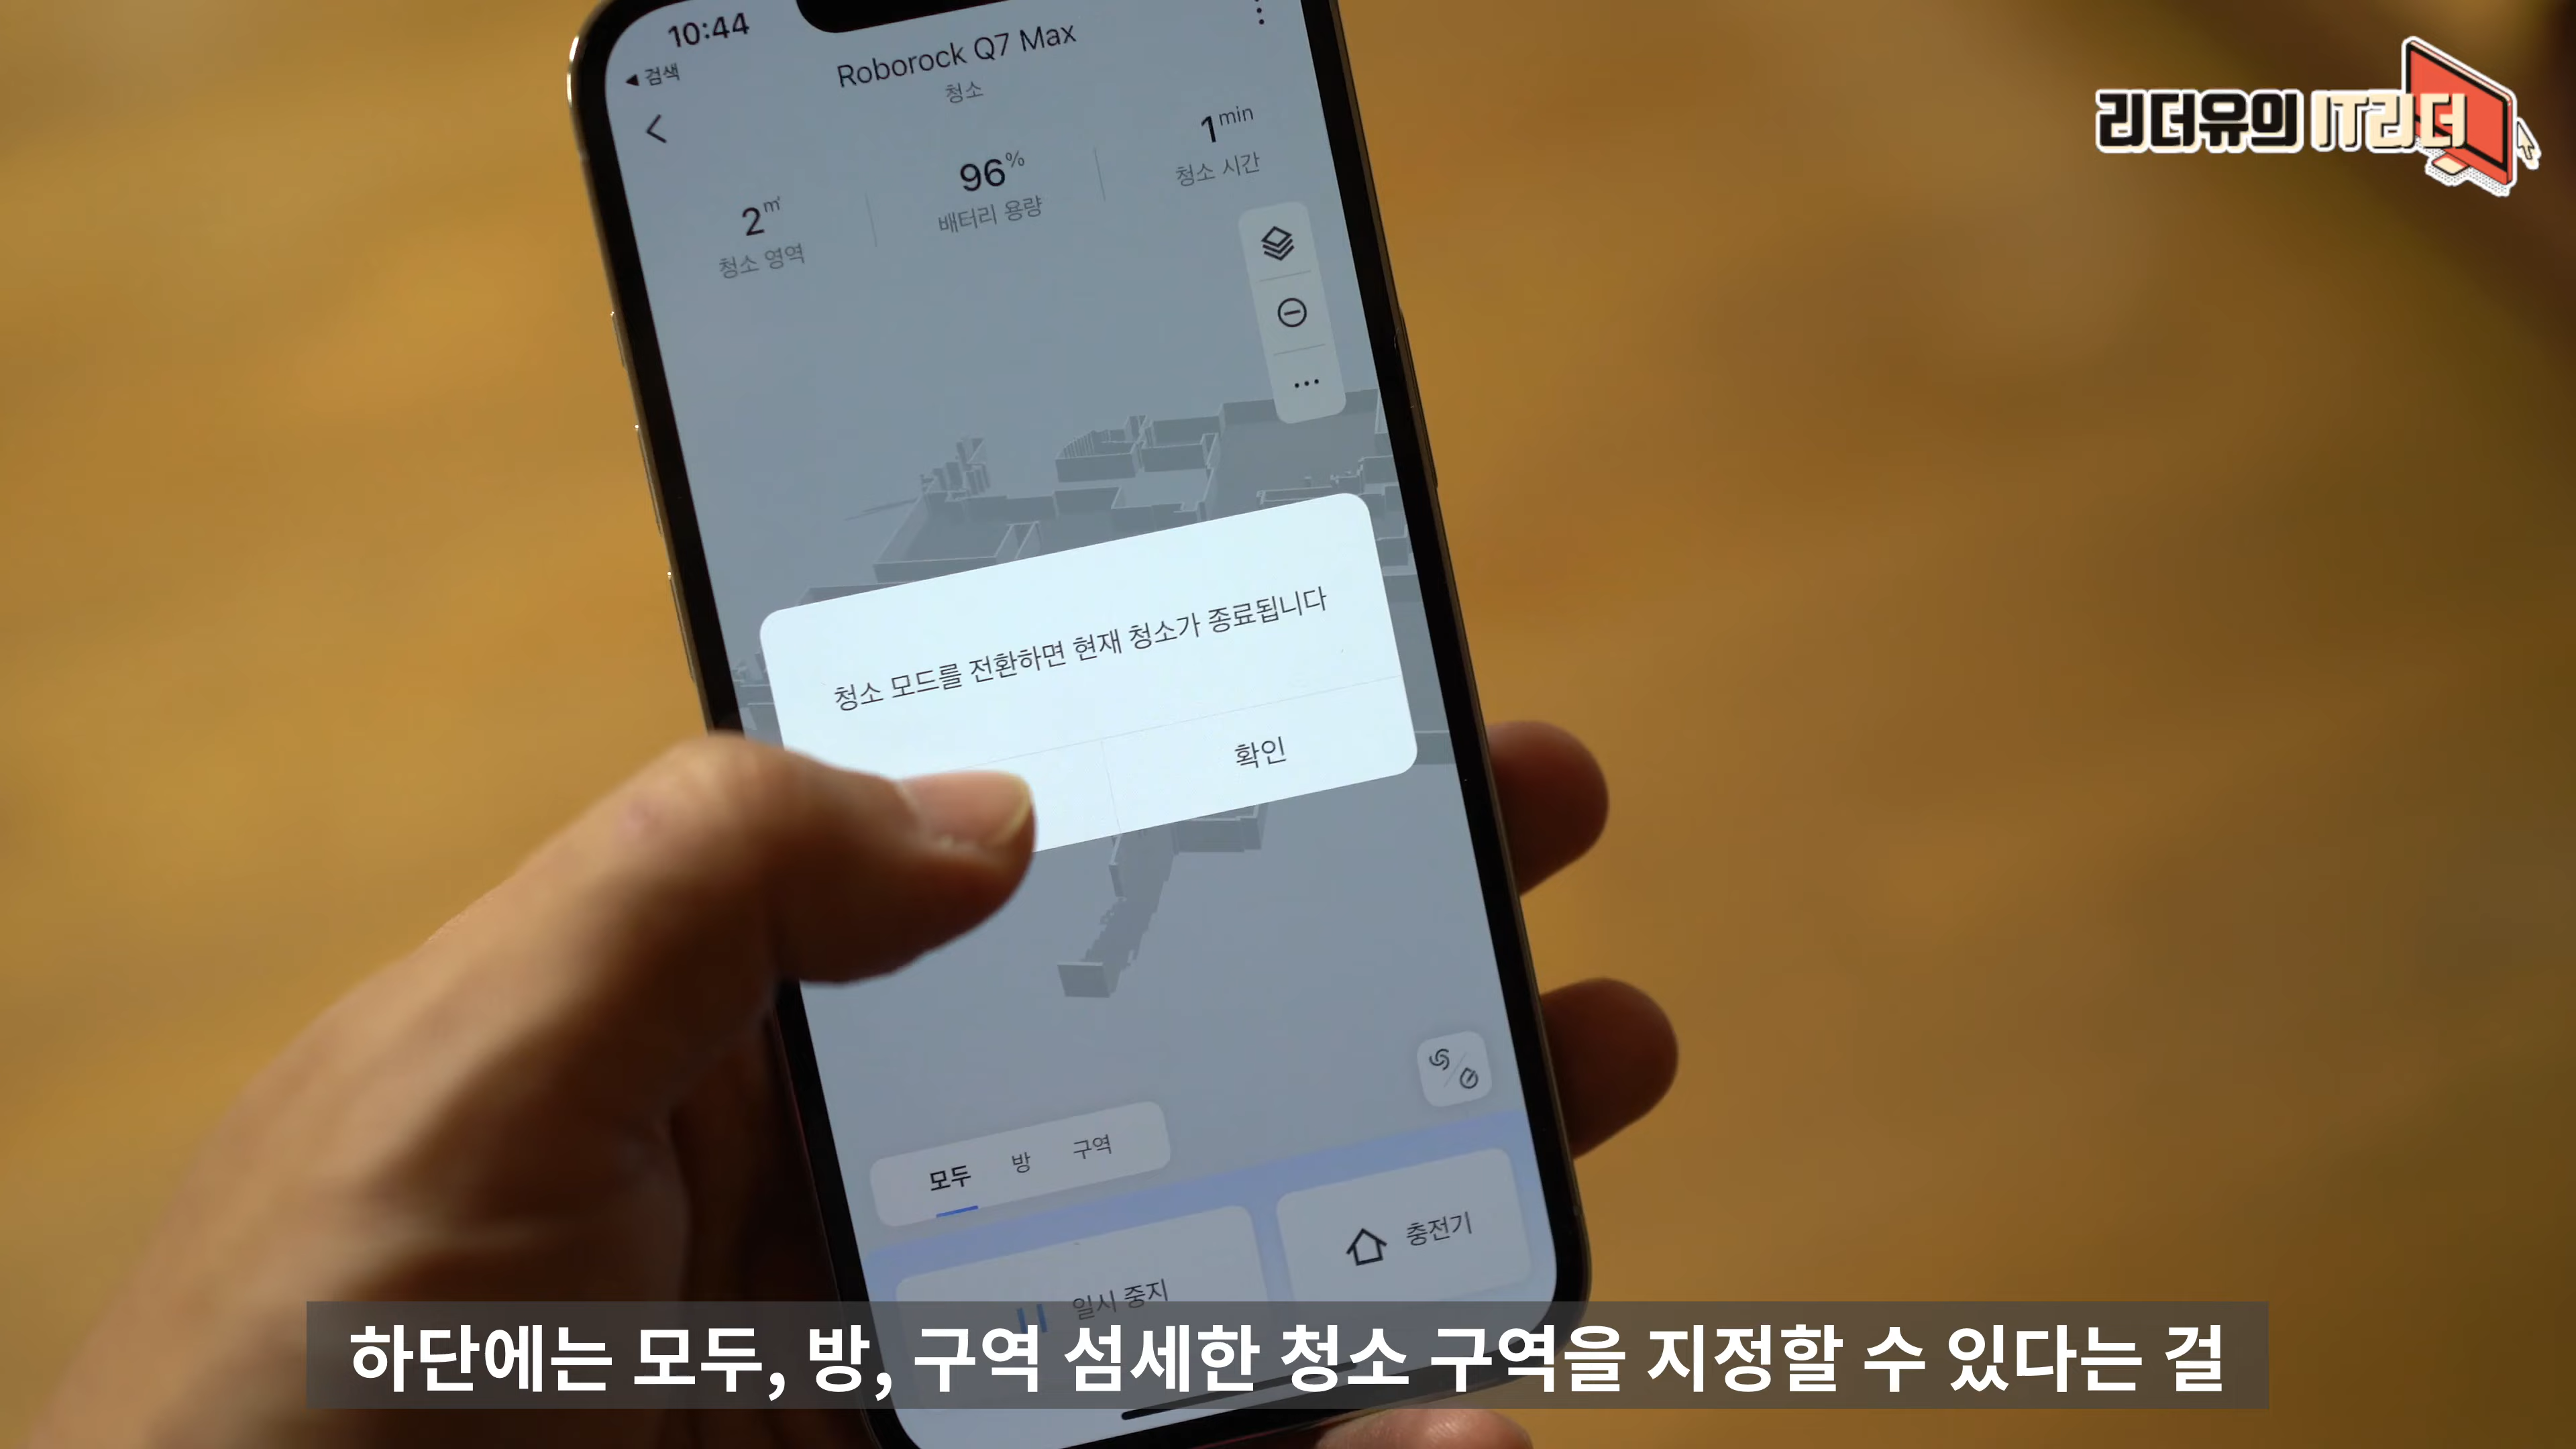 10:44
◀ 검색
Roborock Q7 Max
청소
2㎡
청소 영역
96%
배터리 용량
1min
청소 시간
리더유의 IT리더
청소 모드를 전환하면 현재 청소가 종료됩니다
확인
모두 방 구역
일시 중지
충전기
하단에는 모두, 방, 구역 섬세한 청소 구역을 지정할 수 있다는 걸